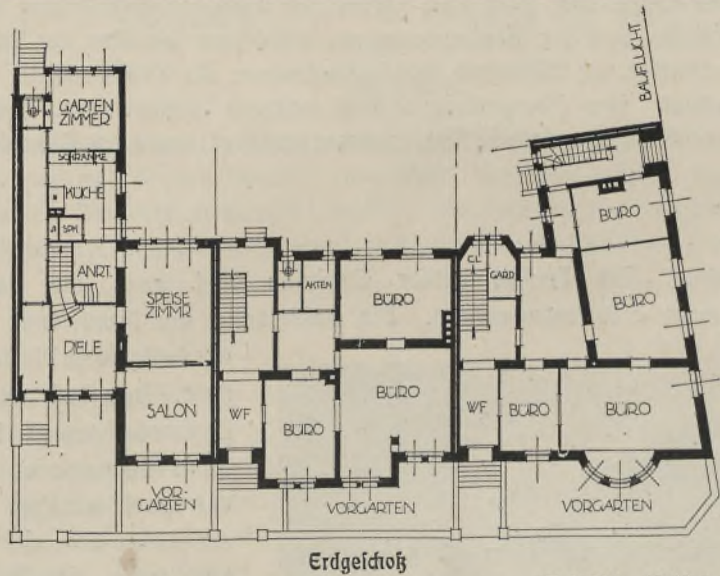 BAUFLUCHT
GARTEN
ZIMMER
S
SCHRÄNKE
KÜCHE
S
SPK
ANRT.
DIELE
SPEISE
ZIMMR
SALON
VOR-
GARTEN
WF
AKTEN
BÜRO
BÜRO
BÜRO
VORGARTEN
CL
GARD
WF
BÜRO
BÜRO
BÜRO
BÜRO
VORGARTEN
Erdgeſchoß